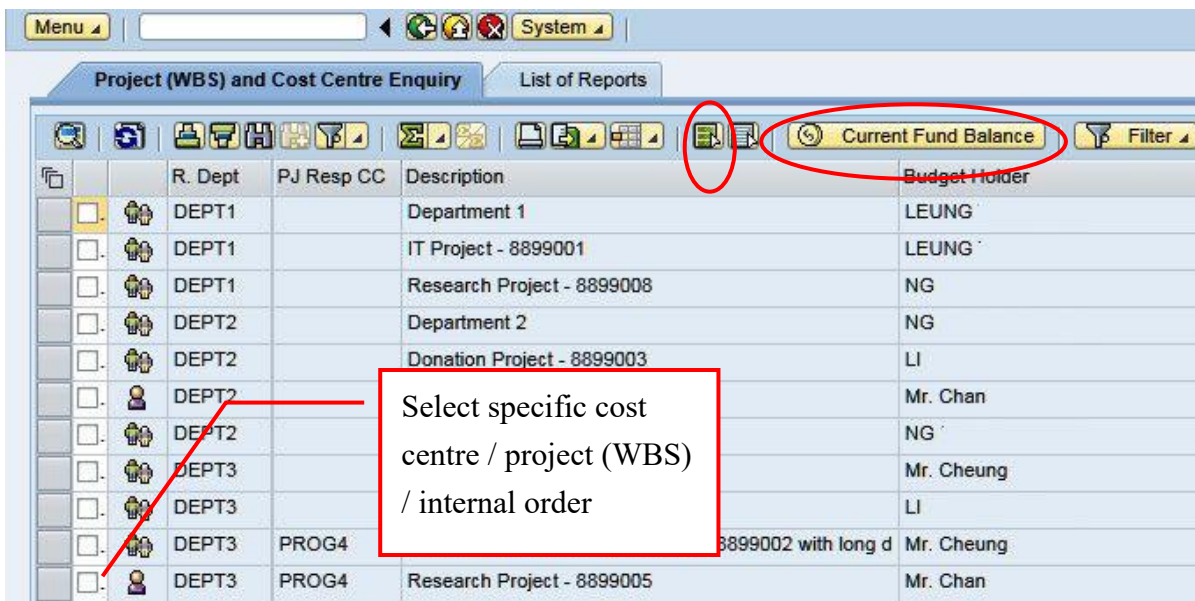 Menu System
Project (WBS) and Cost Centre Enquiry List of Reports
Current Fund Balance Filter
R. Dept PJ Resp CC Description Budget Holder
DEPT1 Department 1 LEUNG
DEPT1 IT Project - 8899001 LEUNG
DEPT1 Research Project - 8899008 NG
DEPT2 Department 2 NG
DEPT2 Donation Project - 8899003 LI
DEPT2 Mr. Chan
DEPT2 NG
DEPT3 Mr. Cheung
DEPT3 LI
DEPT3 PROG4 8899002 with long d Mr. Cheung
DEPT3 PROG4 Research Project - 8899005 Mr. Chan
Select specific cost
centre / project (WBS)
/ internal order